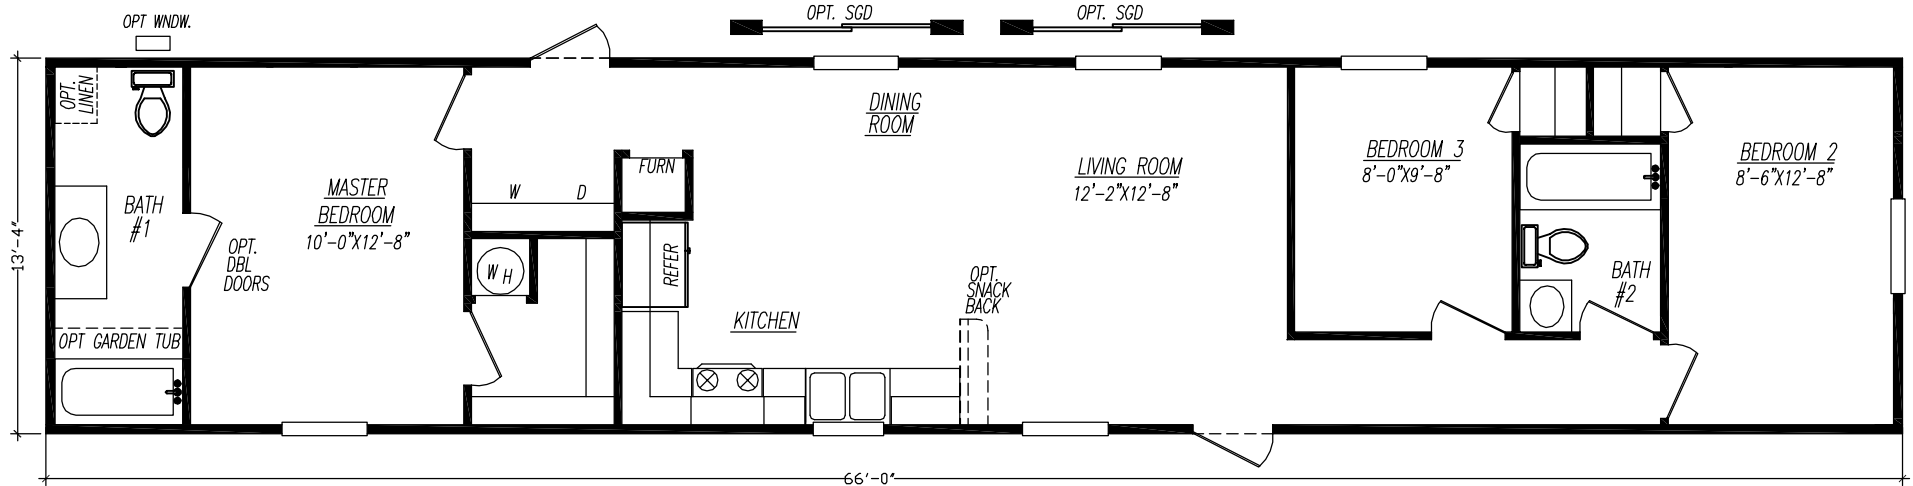 OPT WNDW.
OPT. SGD
OPT. SGD
OPT.
LINEN
BATH
#1
OPT GARDEN TUB
MASTER
BEDROOM
10'-0"X12'-8"
OPT.
DBL
DOORS
W D
W H
FURN
REFER
KITCHEN
DINING
ROOM
LIVING ROOM
12'-2"X12'-8"
OPT.
SNACK
BACK
BEDROOM 3
8'-0"X9'-8"
BATH
#2
BEDROOM 2
8'-6"X12'-8"
13'-4"
66'-0"